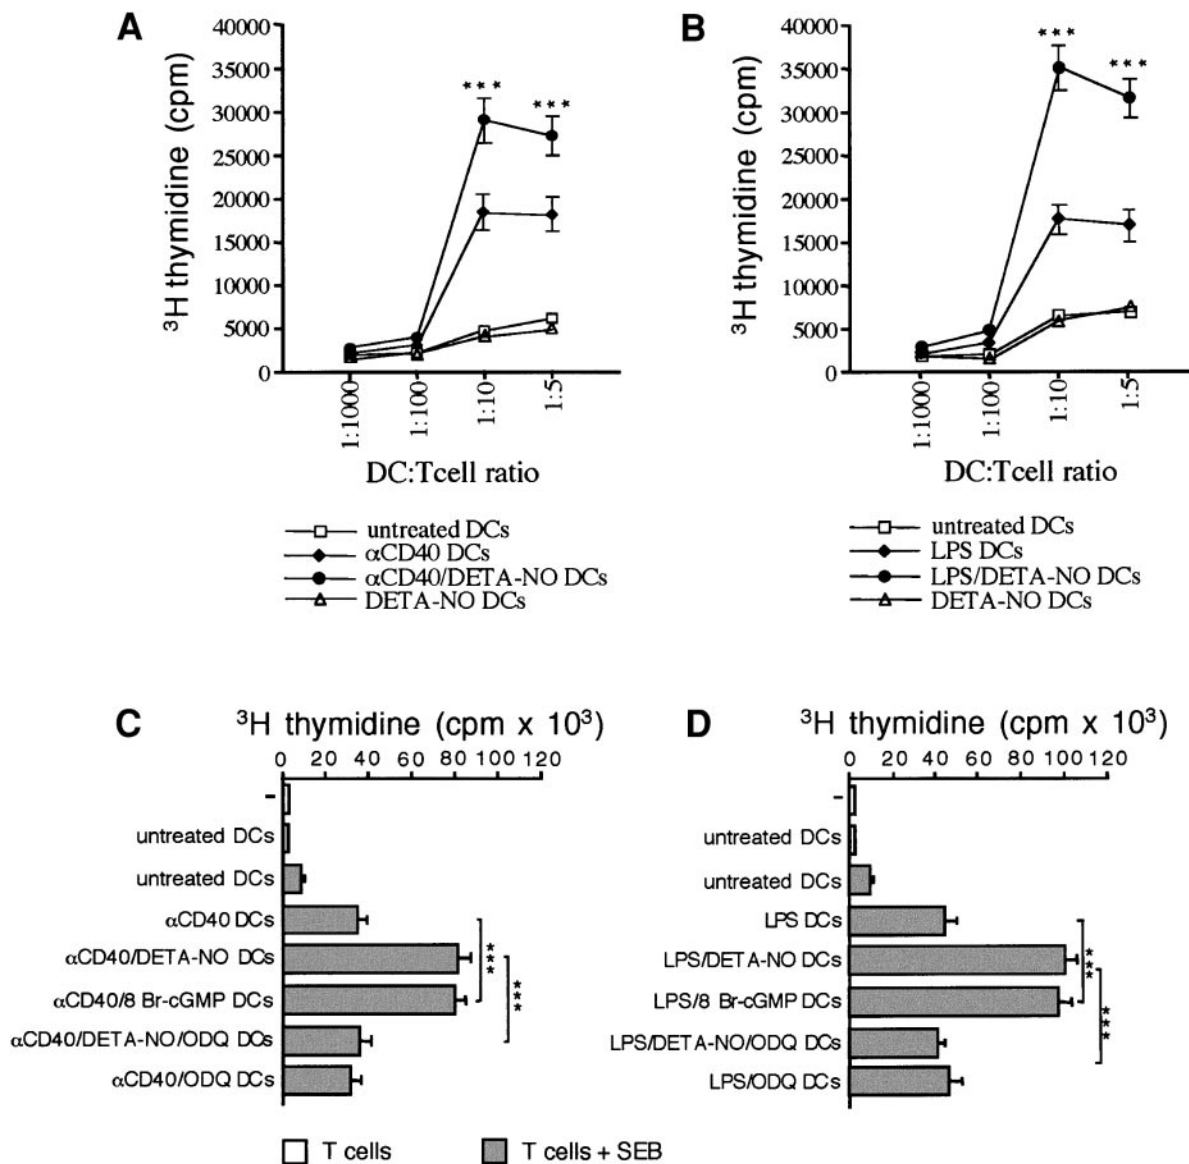 A
40000
35000
30000
25000
20000
15000
10000
5000
0
³H thymidine (cpm)
* * *
* * *
1:1000
1:100
1:10
1:5
DC:Tcell ratio
untreated DCs
αCD40 DCs
αCD40/DETA-NO DCs
DETA-NO DCs
B
40000
35000
30000
25000
20000
15000
10000
5000
0
³H thymidine (cpm)
* * *
* * *
1:1000
1:100
1:10
1:5
DC:Tcell ratio
untreated DCs
LPS DCs
LPS/DETA-NO DCs
DETA-NO DCs
C
³H thymidine (cpm x 10³)
0 20 40 60 80 100 120
-
untreated DCs
untreated DCs
αCD40 DCs
αCD40/DETA-NO DCs
αCD40/8 Br-cGMP DCs
αCD40/DETA-NO/ODQ DCs
αCD40/ODQ DCs
***
***
D
³H thymidine (cpm x 10³)
0 20 40 60 80 100 120
-
untreated DCs
untreated DCs
LPS DCs
LPS/DETA-NO DCs
LPS/8 Br-cGMP DCs
LPS/DETA-NO/ODQ DCs
LPS/ODQ DCs
***
***
T cells
T cells + SEB